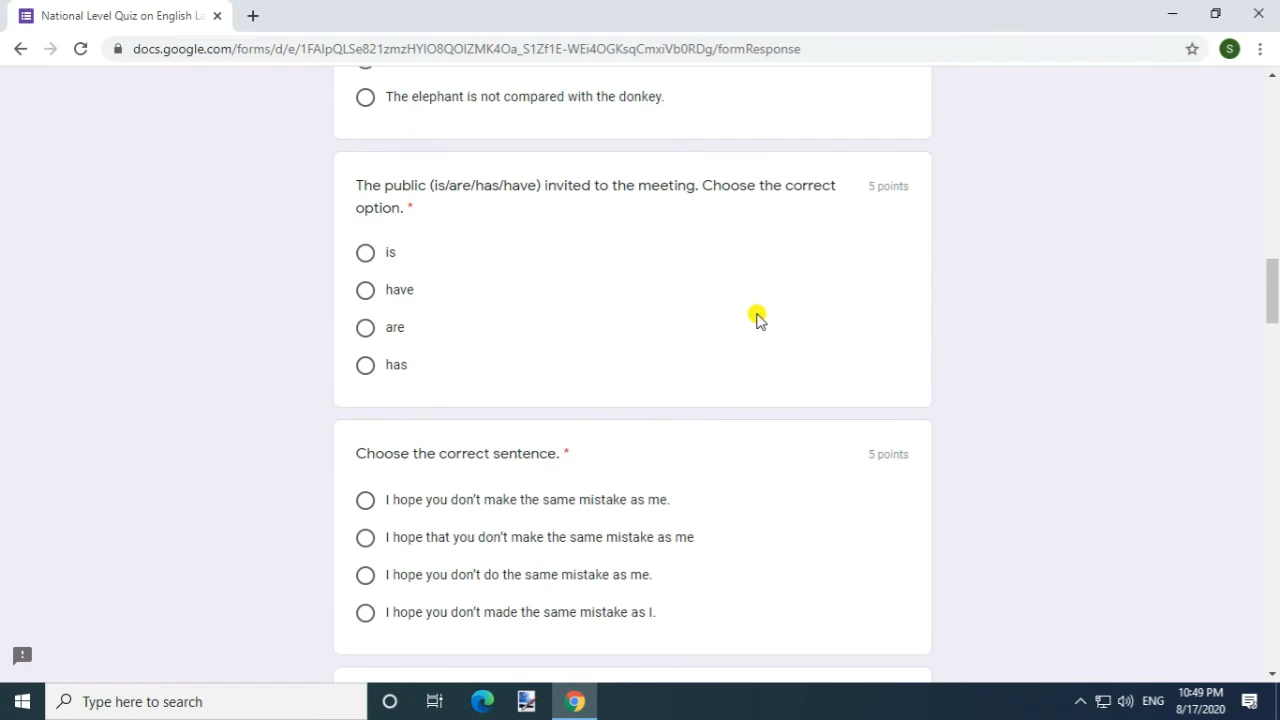 National Level Quiz on English La
docs.google.com/forms/d/e/1FAIpQLSe821zmzHYlO8QOlZMK4Oa_S1Zf1E-WEi4OGKsqCmxiVb0RDg/formResponse
S
The elephant is not compared with the donkey.
The public (is/are/has/have) invited to the meeting. Choose the correct
option. *
5 points
is
have
are
has
Choose the correct sentence. *
5 points
I hope you don't make the same mistake as me.
I hope that you don't make the same mistake as me
I hope you don't do the same mistake as me.
I hope you don't made the same mistake as I.
Type here to search
ENG
10:49 PM
8/17/2020